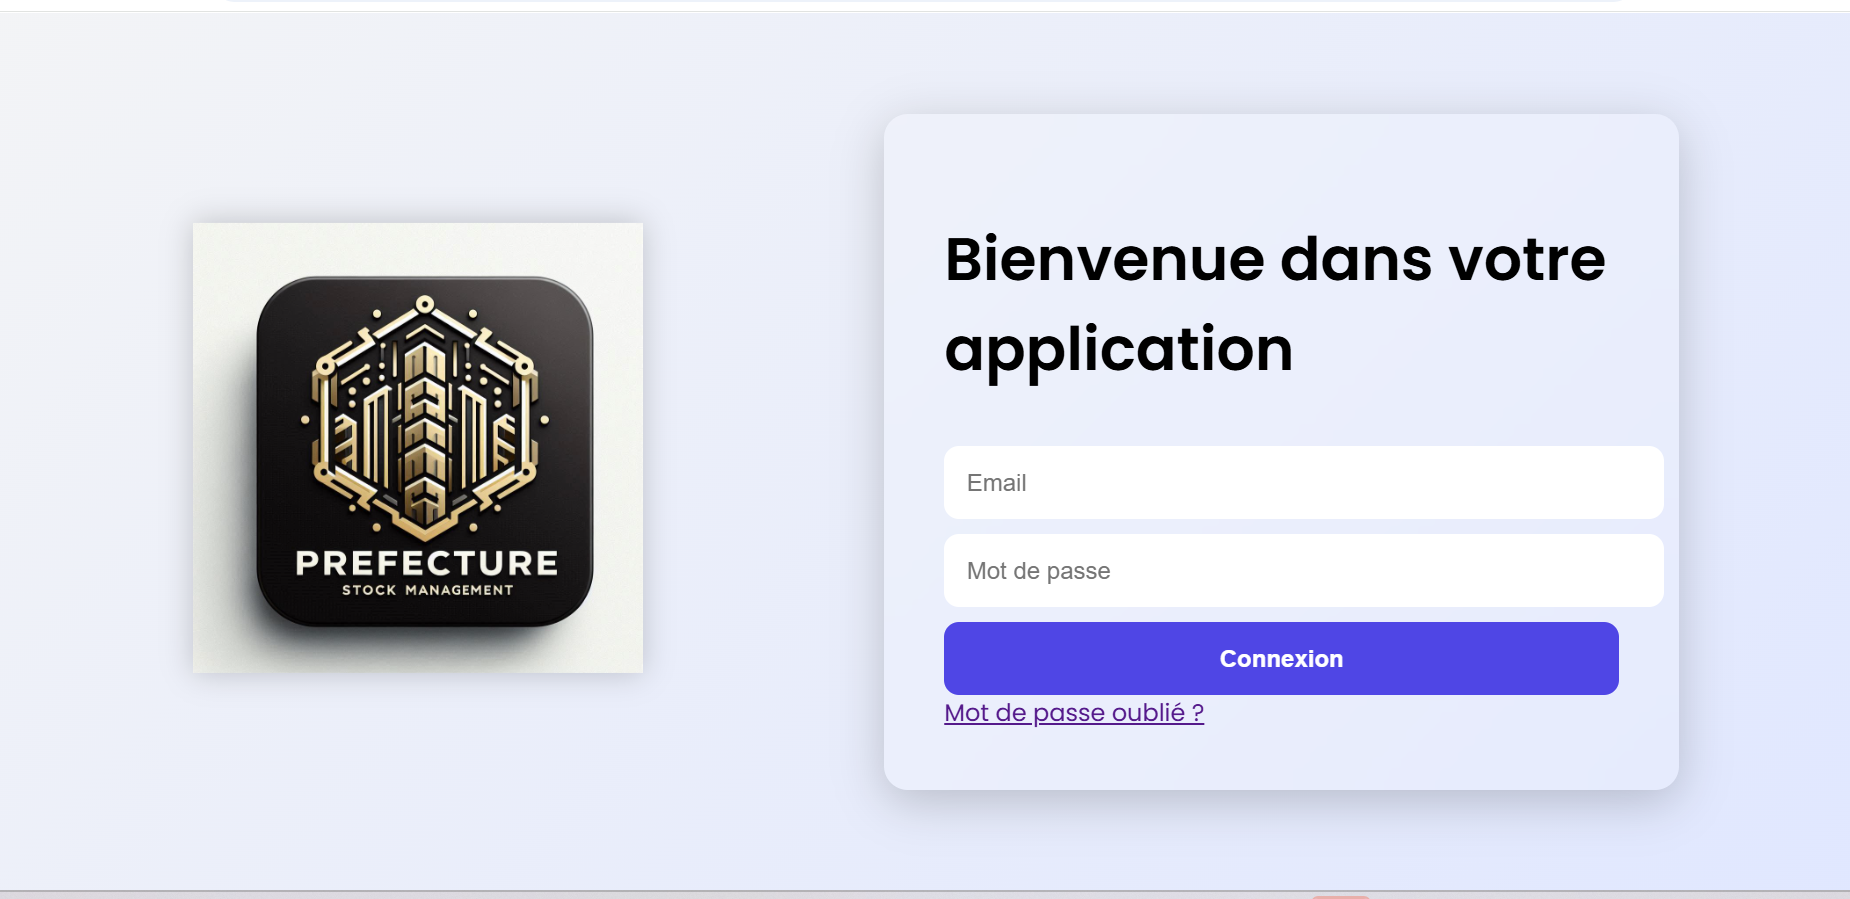 PREFECTURE
STOCK MANAGEMENT
Bienvenue dans votre
application
Email
Mot de passe
Connexion
Mot de passe oublié ?